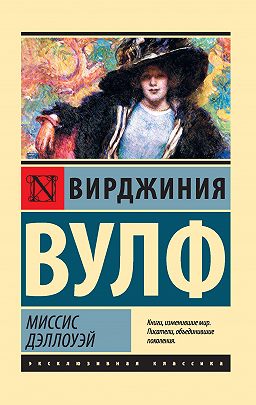 ВИРДЖИНИЯ
ВУЛФ
МИССИС
ДЭЛЛОУЭЙ
Книги, изменившие мир.
Писатели, объединившие
поколения.
эксклюзивная классика